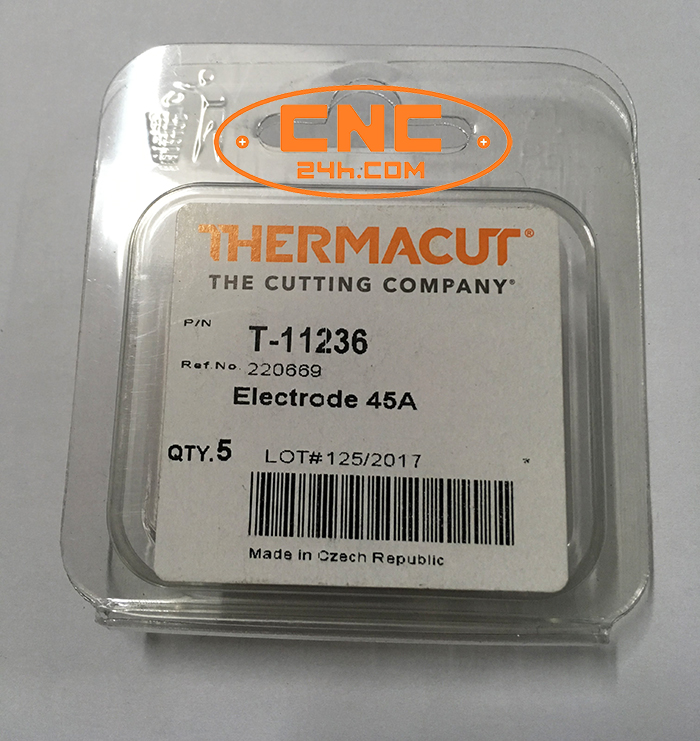 CNC
24h.COM
THERMACUT®
THE CUTTING COMPANY®
P/N T-11236
Ref.No. 220669
Electrode 45A
QTY.5 LOT#125/2017
Made in Czech Republic